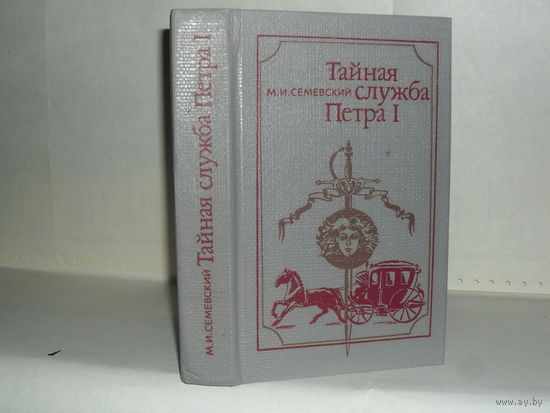 М.И.СЕМЕВСКИЙ Тайная служба Петра I
Тайная
М.И.СЕМЕВСКИЙ служба
Петра I
www.ay.by